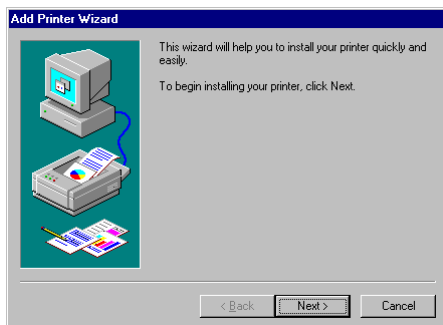 Add Printer Wizard
This wizard will help you to install your printer quickly and
easily.
To begin installing your printer, click Next.
< Back
Next >
Cancel